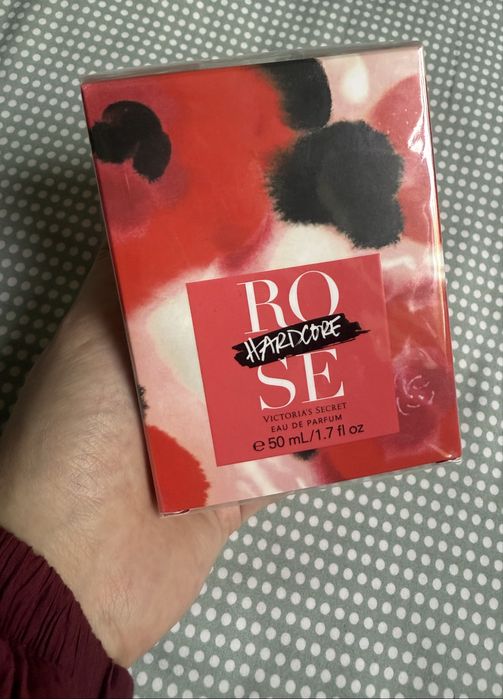 RO
HARDCORE
SE
VICTORIA'S SECRET
EAU DE PARFUM
℮ 50 mL/1.7 fl oz